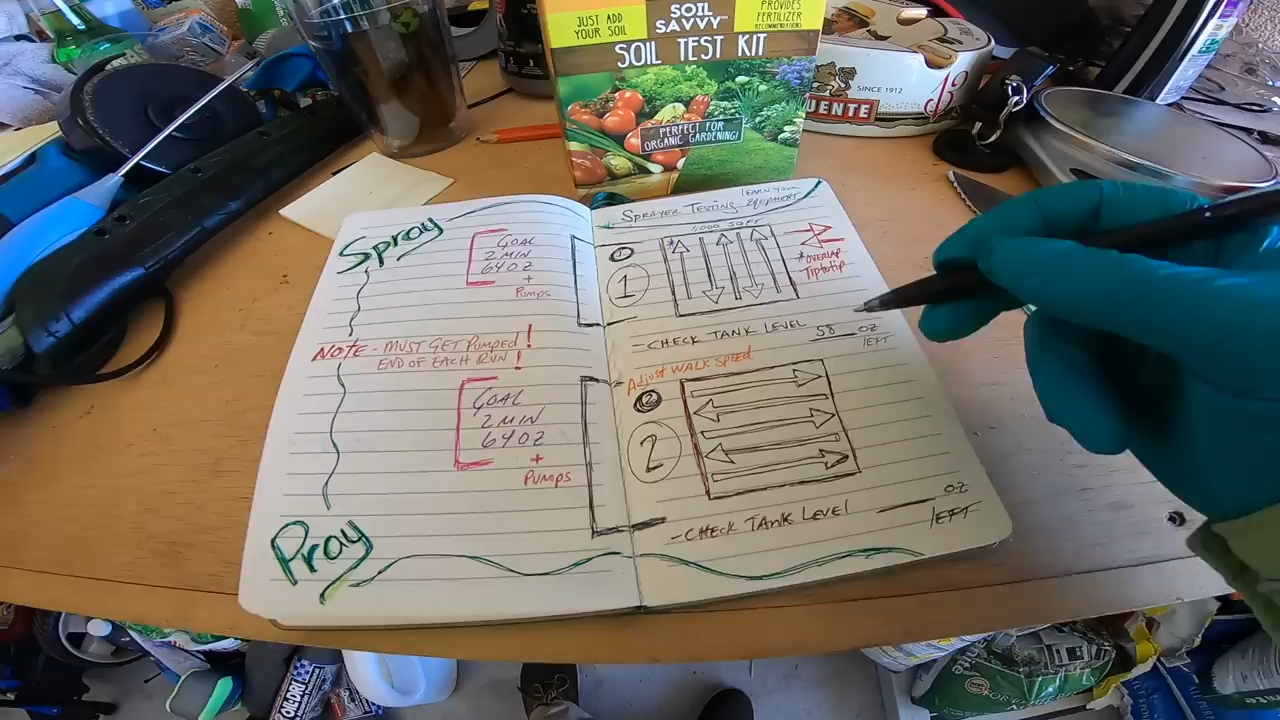 JUST ADD
YOUR SOIL
SOIL
SAVVY
PROVIDES
FERTILIZER
RECOMMENDATIONS
SOIL TEST KIT
PERFECT FOR
ORGANIC GARDENING!
SINCE 1912
UENTE
Spray
GOAL
2 MIN
64 OZ
+
Pumps
NOTE - MUST GET PUMPED!
END OF EACH RUN!
GOAL
2 MIN
64 OZ
+
PUMPS
Pray
LEARN YOUR
SPRAYER TESTING EQUIPMENT
1,000 SQFT
1
1
*
*OVERLAP
Tip to tip
- CHECK TANK LEVEL 58 OZ
LEFT
Adjust WALK SPEED
2
2
- CHECK TANK LEVEL ___ OZ
LEFT